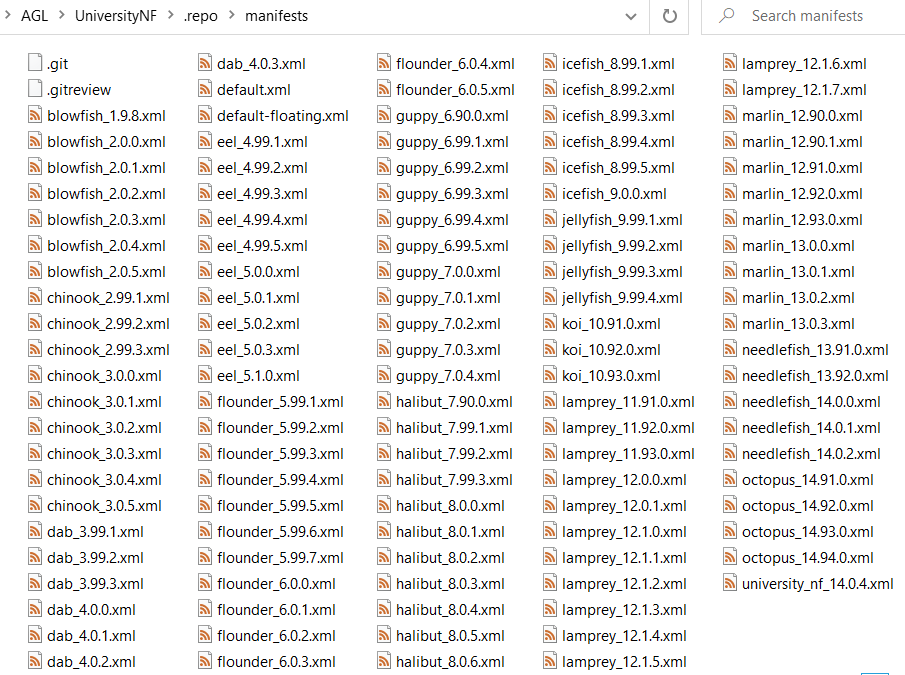 AGL > UniversityNF > .repo > manifests
Search manifests
.git
.gitreview
blowfish_1.9.8.xml
blowfish_2.0.0.xml
blowfish_2.0.1.xml
blowfish_2.0.2.xml
blowfish_2.0.3.xml
blowfish_2.0.4.xml
blowfish_2.0.5.xml
chinook_2.99.1.xml
chinook_2.99.2.xml
chinook_2.99.3.xml
chinook_3.0.0.xml
chinook_3.0.1.xml
chinook_3.0.2.xml
chinook_3.0.3.xml
chinook_3.0.4.xml
chinook_3.0.5.xml
dab_3.99.1.xml
dab_3.99.2.xml
dab_3.99.3.xml
dab_4.0.0.xml
dab_4.0.1.xml
dab_4.0.2.xml
dab_4.0.3.xml
default.xml
default-floating.xml
eel_4.99.1.xml
eel_4.99.2.xml
eel_4.99.3.xml
eel_4.99.4.xml
eel_4.99.5.xml
eel_5.0.0.xml
eel_5.0.1.xml
eel_5.0.2.xml
eel_5.0.3.xml
eel_5.1.0.xml
flounder_5.99.1.xml
flounder_5.99.2.xml
flounder_5.99.3.xml
flounder_5.99.4.xml
flounder_5.99.5.xml
flounder_5.99.6.xml
flounder_5.99.7.xml
flounder_6.0.0.xml
flounder_6.0.1.xml
flounder_6.0.2.xml
flounder_6.0.3.xml
flounder_6.0.4.xml
flounder_6.0.5.xml
guppy_6.90.0.xml
guppy_6.99.1.xml
guppy_6.99.2.xml
guppy_6.99.3.xml
guppy_6.99.4.xml
guppy_6.99.5.xml
guppy_7.0.0.xml
guppy_7.0.1.xml
guppy_7.0.2.xml
guppy_7.0.3.xml
guppy_7.0.4.xml
halibut_7.90.0.xml
halibut_7.99.1.xml
halibut_7.99.2.xml
halibut_7.99.3.xml
halibut_8.0.0.xml
halibut_8.0.1.xml
halibut_8.0.2.xml
halibut_8.0.3.xml
halibut_8.0.4.xml
halibut_8.0.5.xml
halibut_8.0.6.xml
icefish_8.99.1.xml
icefish_8.99.2.xml
icefish_8.99.3.xml
icefish_8.99.4.xml
icefish_8.99.5.xml
icefish_9.0.0.xml
jellyfish_9.99.1.xml
jellyfish_9.99.2.xml
jellyfish_9.99.3.xml
jellyfish_9.99.4.xml
koi_10.91.0.xml
koi_10.92.0.xml
koi_10.93.0.xml
lamprey_11.91.0.xml
lamprey_11.92.0.xml
lamprey_11.93.0.xml
lamprey_12.0.0.xml
lamprey_12.0.1.xml
lamprey_12.1.0.xml
lamprey_12.1.1.xml
lamprey_12.1.2.xml
lamprey_12.1.3.xml
lamprey_12.1.4.xml
lamprey_12.1.5.xml
lamprey_12.1.6.xml
lamprey_12.1.7.xml
marlin_12.90.0.xml
marlin_12.90.1.xml
marlin_12.91.0.xml
marlin_12.92.0.xml
marlin_12.93.0.xml
marlin_13.0.0.xml
marlin_13.0.1.xml
marlin_13.0.2.xml
marlin_13.0.3.xml
needlefish_13.91.0.xml
needlefish_13.92.0.xml
needlefish_14.0.0.xml
needlefish_14.0.1.xml
needlefish_14.0.2.xml
octopus_14.91.0.xml
octopus_14.92.0.xml
octopus_14.93.0.xml
octopus_14.94.0.xml
university_nf_14.0.4.xml